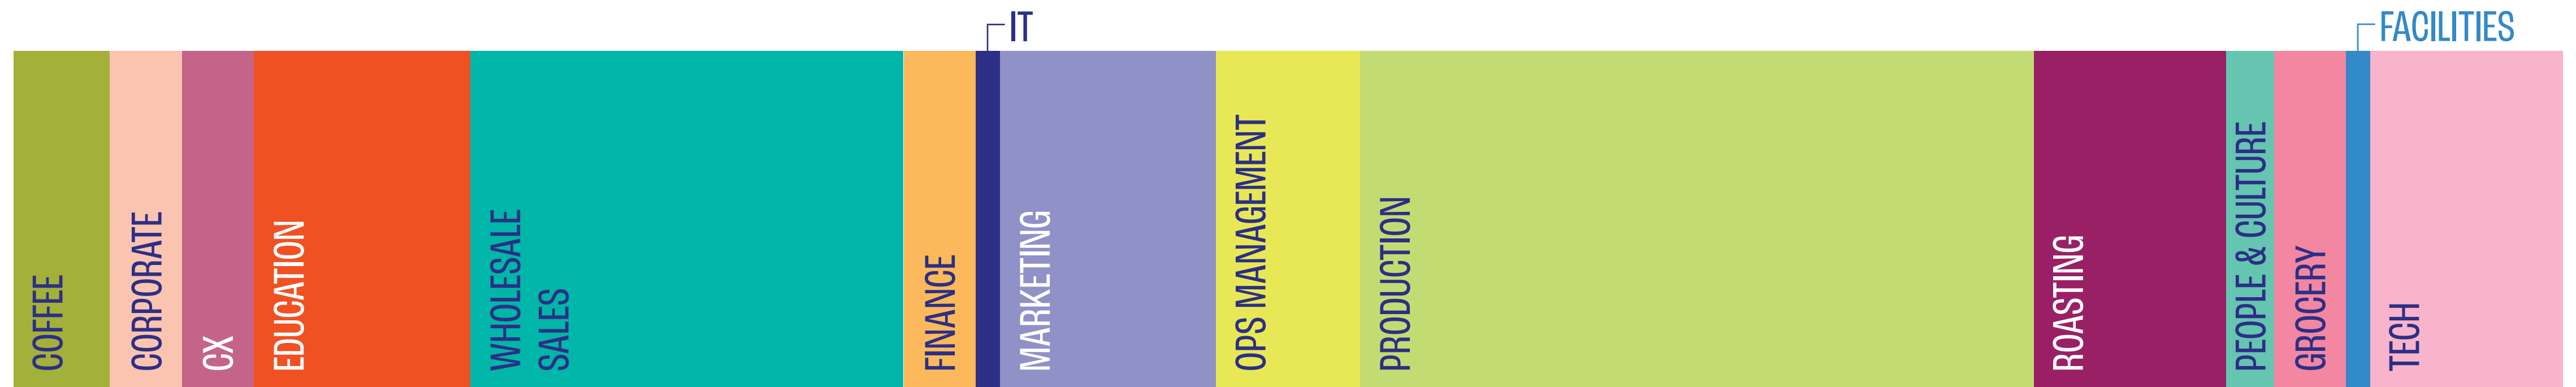 IT
FACILITIES
COFFEE
CORPORATE
CX
EDUCATION
WHOLESALE
SALES
FINANCE
MARKETING
OPS MANAGEMENT
PRODUCTION
ROASTING
PEOPLE & CULTURE
GROCERY
TECH